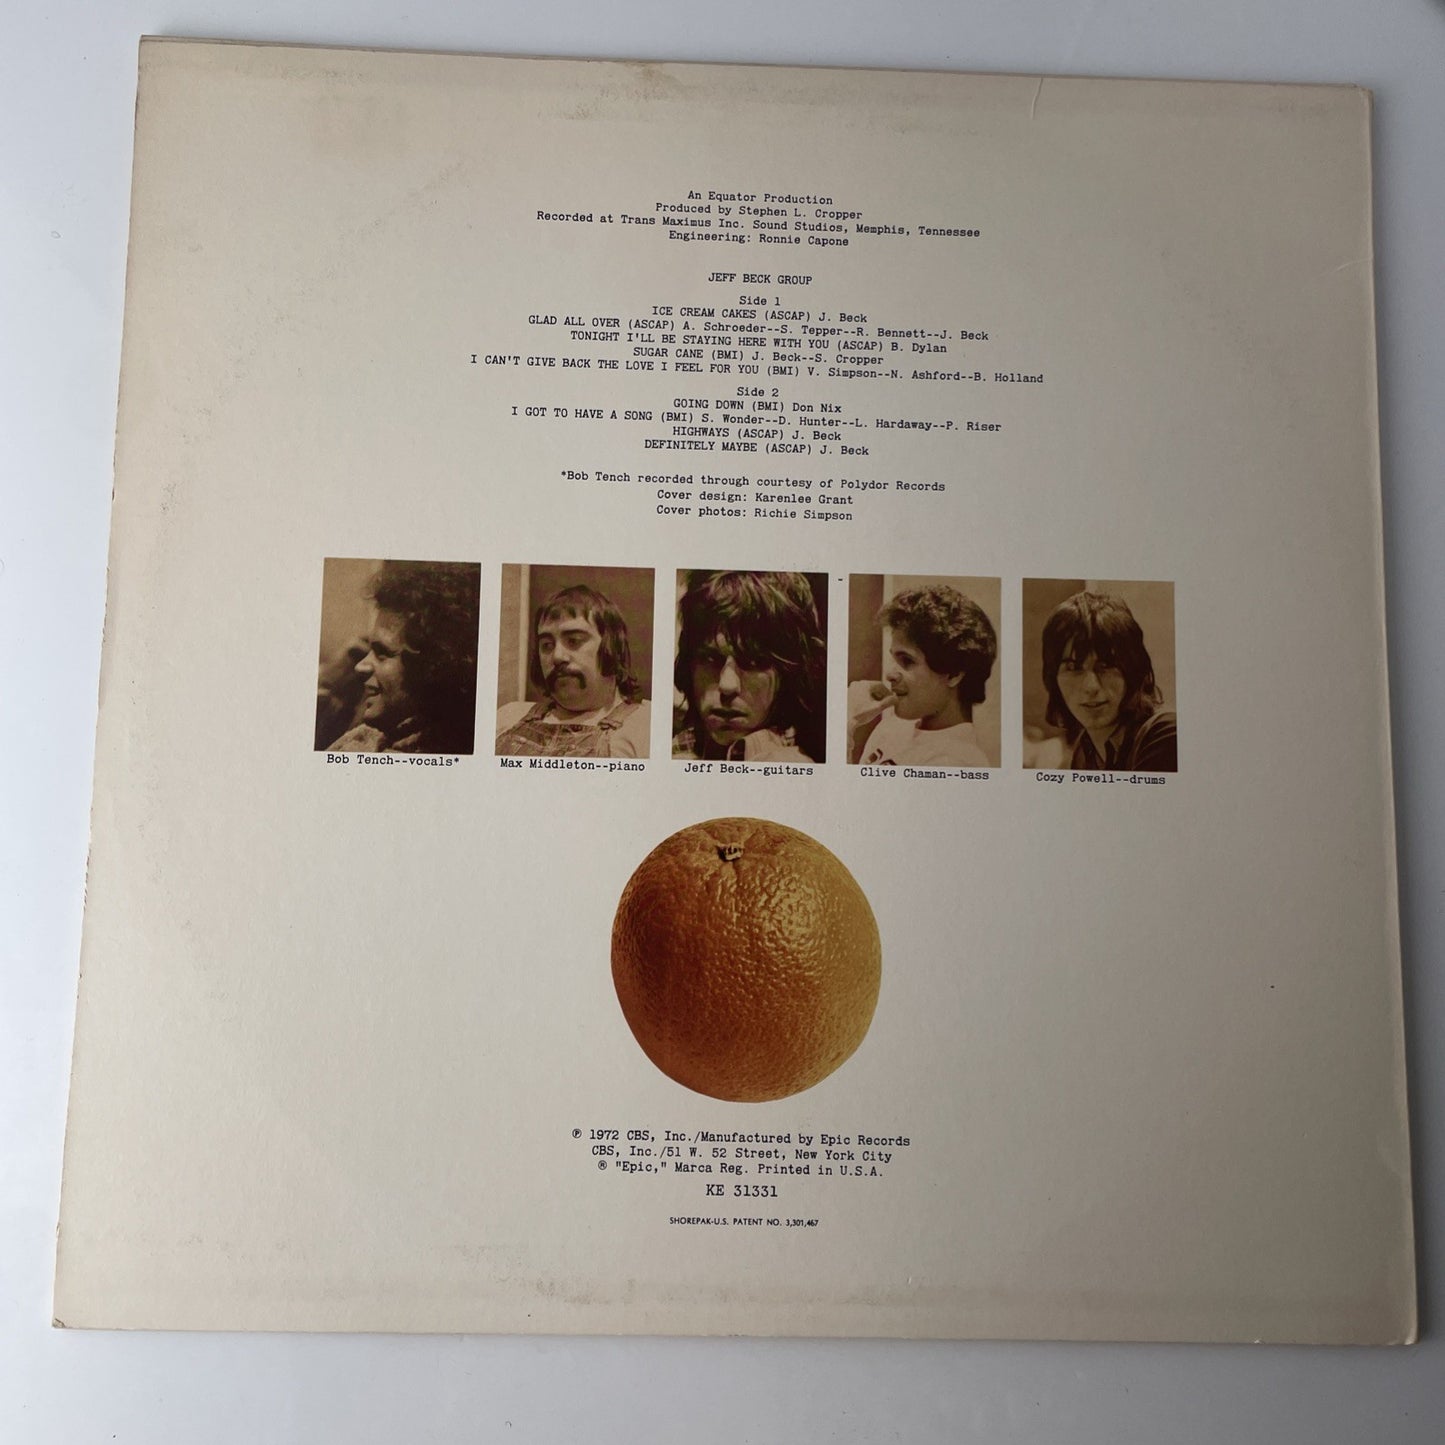 An Equator Production
Produced by Stephen L. Cropper
Recorded at Trans Maximus Inc. Sound Studios, Memphis, Tennessee
Engineering: Ronnie Capone
JEFF BECK GROUP
Side 1
ICE CREAM CAKES (ASCAP) J. Beck
GLAD ALL OVER (ASCAP) A. Schroeder--S. Tepper--R. Bennett--J. Beck
TONIGHT I'LL BE STAYING HERE WITH YOU (ASCAP) B. Dylan
SUGAR CANE (BMI) J. Beck--S. Cropper
I CAN'T GIVE BACK THE LOVE I FEEL FOR YOU (BMI) V. Simpson--N. Ashford--B. Holland
Side 2
GOING DOWN (BMI) Don Nix
I GOT TO HAVE A SONG (BMI) S. Wonder--D. Hunter--L. Hardaway--P. Riser
HIGHWAYS (ASCAP) J. Beck
DEFINITELY MAYBE (ASCAP) J. Beck
*Bob Tench recorded through courtesy of Polydor Records
Cover design: Karenlee Grant
Cover photos: Richie Simpson
Bob Tench--vocals*
Max Middleton--piano
Jeff Beck--guitars
Clive Chaman--bass
Cozy Powell--drums
℗ 1972 CBS, Inc./Manufactured by Epic Records
CBS, Inc./51 W. 52 Street, New York City
® "Epic," Marca Reg. Printed in U.S.A.
KE 31331
SHOREPAK-U.S. PATENT NO. 3,301,467